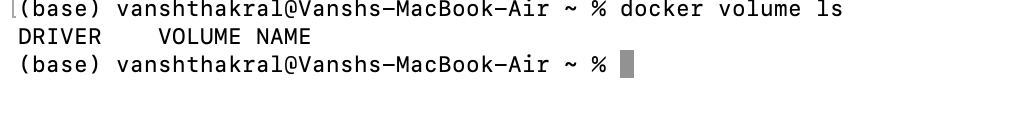 (base) vanshthakral@Vanshs-MacBook-Air ~ % docker volume ls
DRIVER    VOLUME NAME
(base) vanshthakral@Vanshs-MacBook-Air ~ %